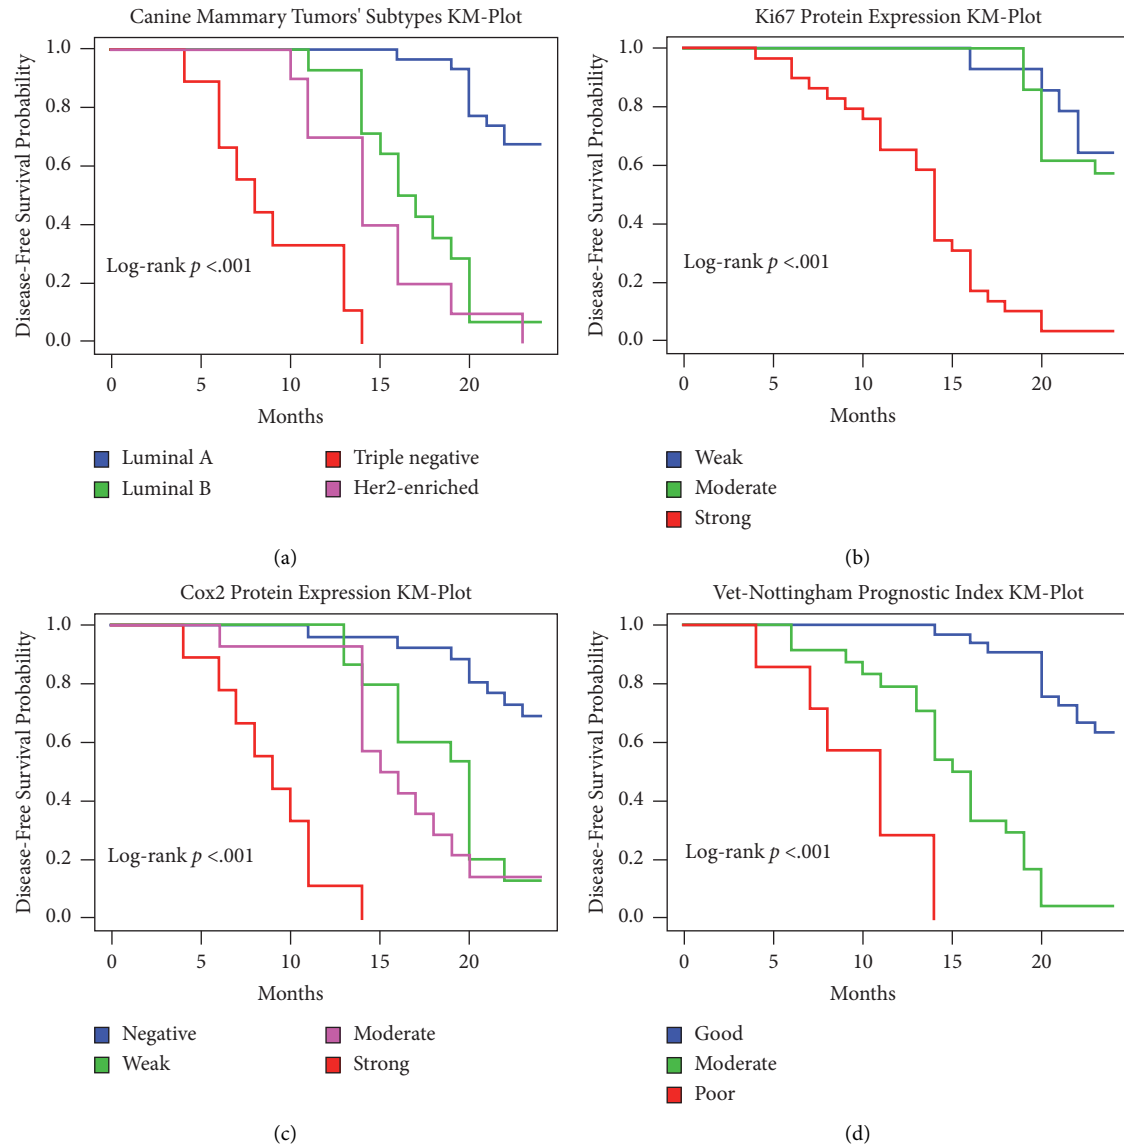 Canine Mammary Tumors' Subtypes KM-Plot
Disease-Free Survival Probability
1.0
0.8
0.6
0.4
0.2
0.0
Log-rank p <.001
0 5 10 15 20
Months
Luminal A Triple negative
Luminal B Her2-enriched
(a)
Ki67 Protein Expression KM-Plot
Disease-Free Survival Probability
1.0
0.8
0.6
0.4
0.2
0.0
Log-rank p <.001
0 5 10 15 20
Months
Weak
Moderate
Strong
(b)
Cox2 Protein Expression KM-Plot
Disease-Free Survival Probability
1.0
0.8
0.6
0.4
0.2
0.0
Log-rank p <.001
0 5 10 15 20
Months
Negative Moderate
Weak Strong
(c)
Vet-Nottingham Prognostic Index KM-Plot
Disease-Free Survival Probability
1.0
0.8
0.6
0.4
0.2
0.0
Log-rank p <.001
0 5 10 15 20
Months
Good
Moderate
Poor
(d)